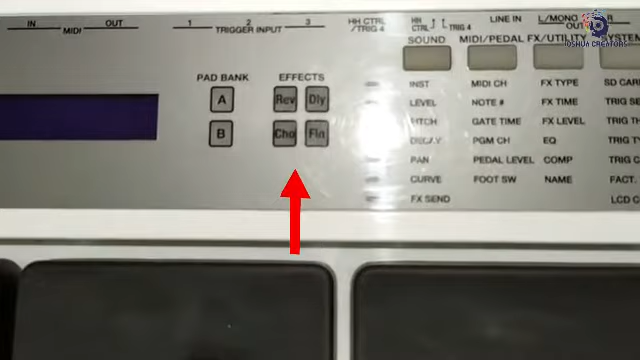 IN OUT
MIDI
1 2 3
TRIGGER INPUT
HH CTRL
/TRIG 4
HH
CTRL
TRIG 4
LINE IN
L/MONO R
OUT
OSHUA CREATORS
SOUND MIDI/PEDAL FX/UTILITY SYSTEM
PAD BANK EFFECTS
A Rev Dly
B Cho Fln
INST MIDI CH FX TYPE SD CAR
LEVEL NOTE # FX TIME TRIG SE
PITCH GATE TIME FX LEVEL TRIG TH
DECAY PGM CH EQ TRIG TY
PAN PEDAL LEVEL COMP TRIG C
CURVE FOOT SW NAME FACT.
FX SEND LCD C